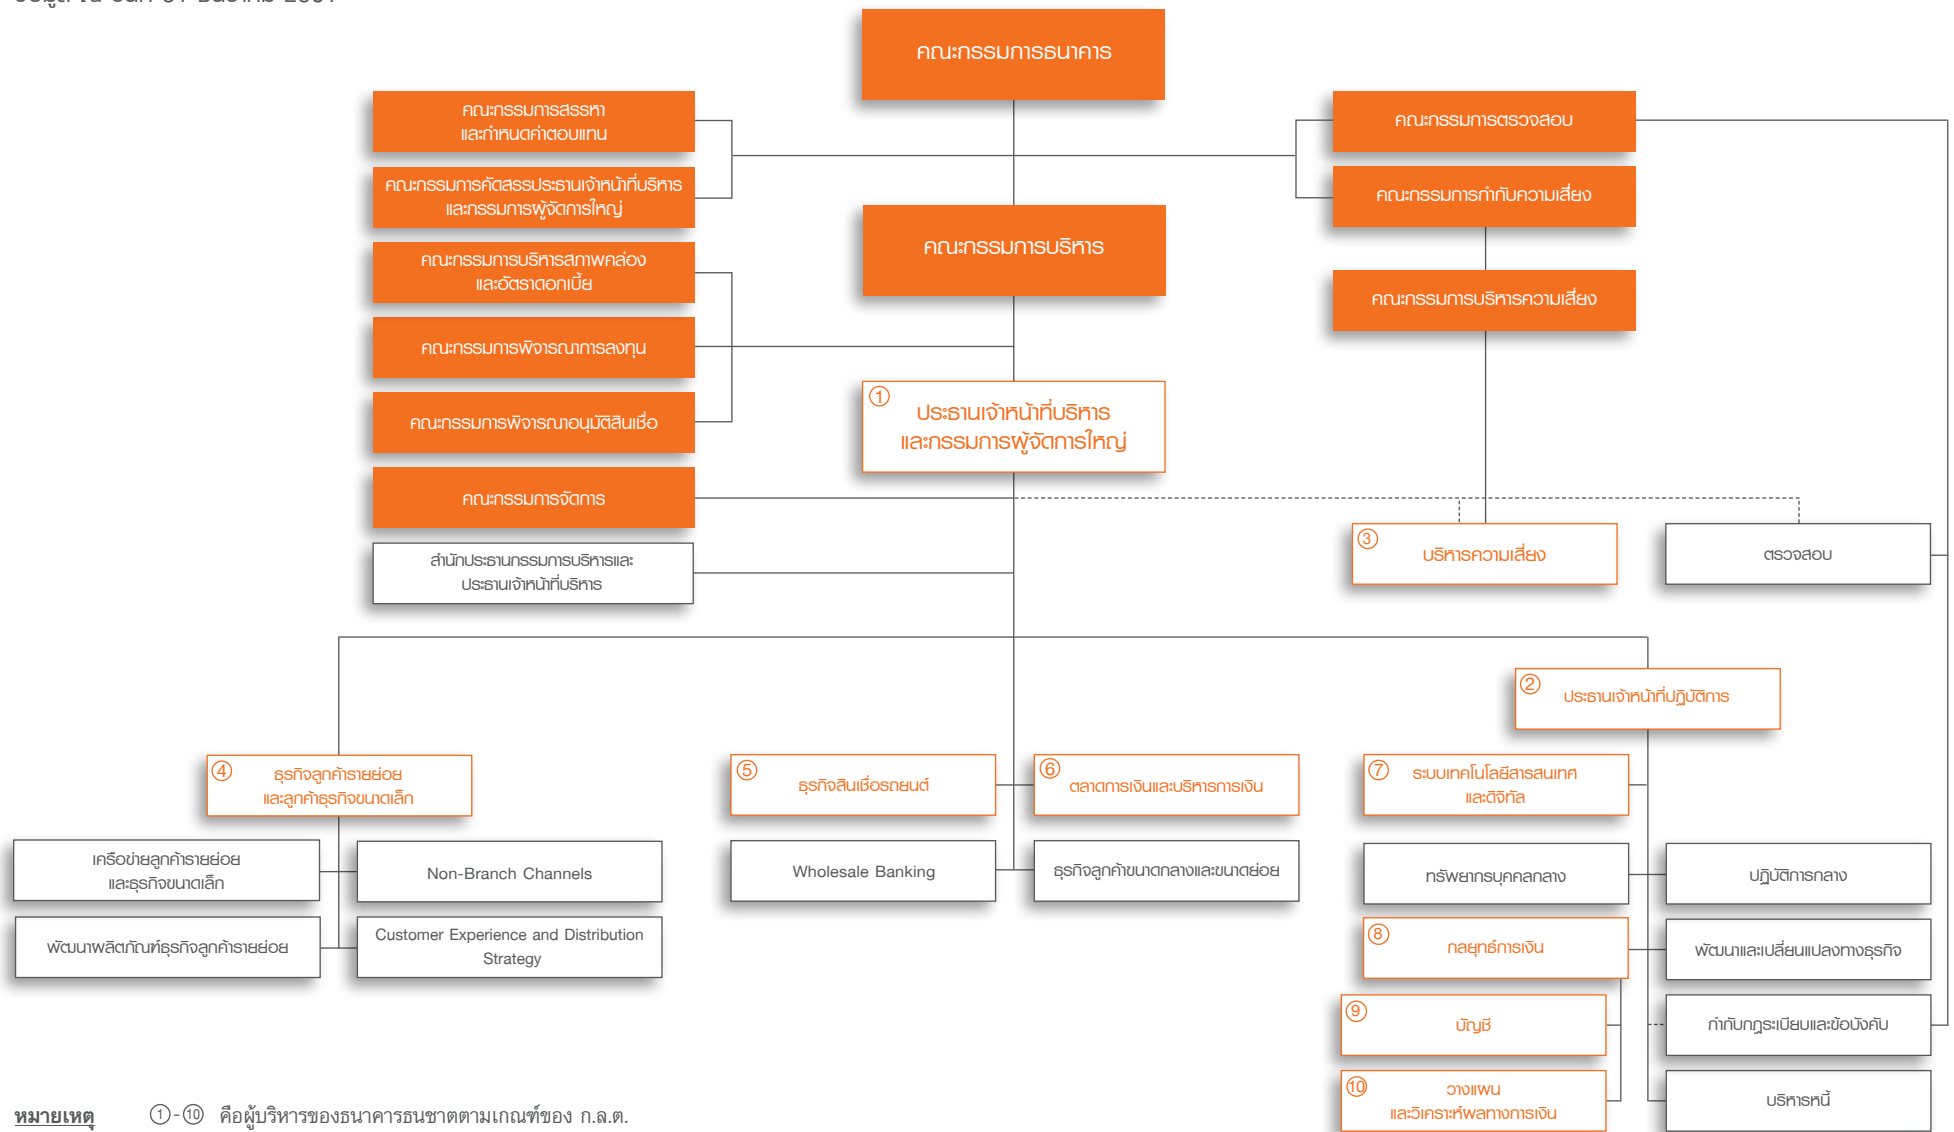 คณะกรรมการธนาคาร
คณะกรรมการสรรหา
และกำหนดค่าตอบแทน
คณะกรรมการตรวจสอบ
คณะกรรมการคัดสรรประธานเจ้าหน้าที่บริหาร
และกรรมการผู้จัดการใหญ่
คณะกรรมการกำกับความเสี่ยง
คณะกรรมการบริหาร
คณะกรรมการบริหารสภาพคล่อง
และอัตราดอกเบี้ย
คณะกรรมการบริหารความเสี่ยง
คณะกรรมการพิจารณาการลงทุน
① ประธานเจ้าหน้าที่บริหาร
และกรรมการผู้จัดการใหญ่
คณะกรรมการพิจารณาอนุมัติสินเชื่อ
คณะกรรมการจัดการ
สำนักประธานกรรมการบริหารและ
ประธานเจ้าหน้าที่บริหาร
③ บริหารความเสี่ยง
ตรวจสอบ
② ประธานเจ้าหน้าที่ปฏิบัติการ
④ ธุรกิจลูกค้ารายย่อย
และลูกค้าธุรกิจขนาดเล็ก
⑤ ธุรกิจสินเชื่อรถยนต์
⑥ ตลาดการเงินและบริหารการเงิน
⑦ ระบบเทคโนโลยีสารสนเทศ
และดิจิทัล
เครือข่ายลูกค้ารายย่อย
และธุรกิจขนาดเล็ก
Non-Branch Channels
Wholesale Banking
ธุรกิจลูกค้าขนาดกลางและขนาดย่อย
ทรัพยากรบุคคลกลาง
ปฏิบัติการกลาง
พัฒนาผลิตภัณฑ์ธุรกิจลูกค้ารายย่อย
Customer Experience and Distribution
Strategy
⑧ กลยุทธ์การเงิน
พัฒนาและเปลี่ยนแปลงทางธุรกิจ
⑨ บัญชี
กำกับกฎระเบียบและข้อบังคับ
⑩ วางแผน
และวิเคราะห์ผลทางการเงิน
บริหารหนี้
หมายเหตุ ①-⑩ คือผู้บริหารของธนาคารธนชาตตามเกณฑ์ของ ก.ล.ต.